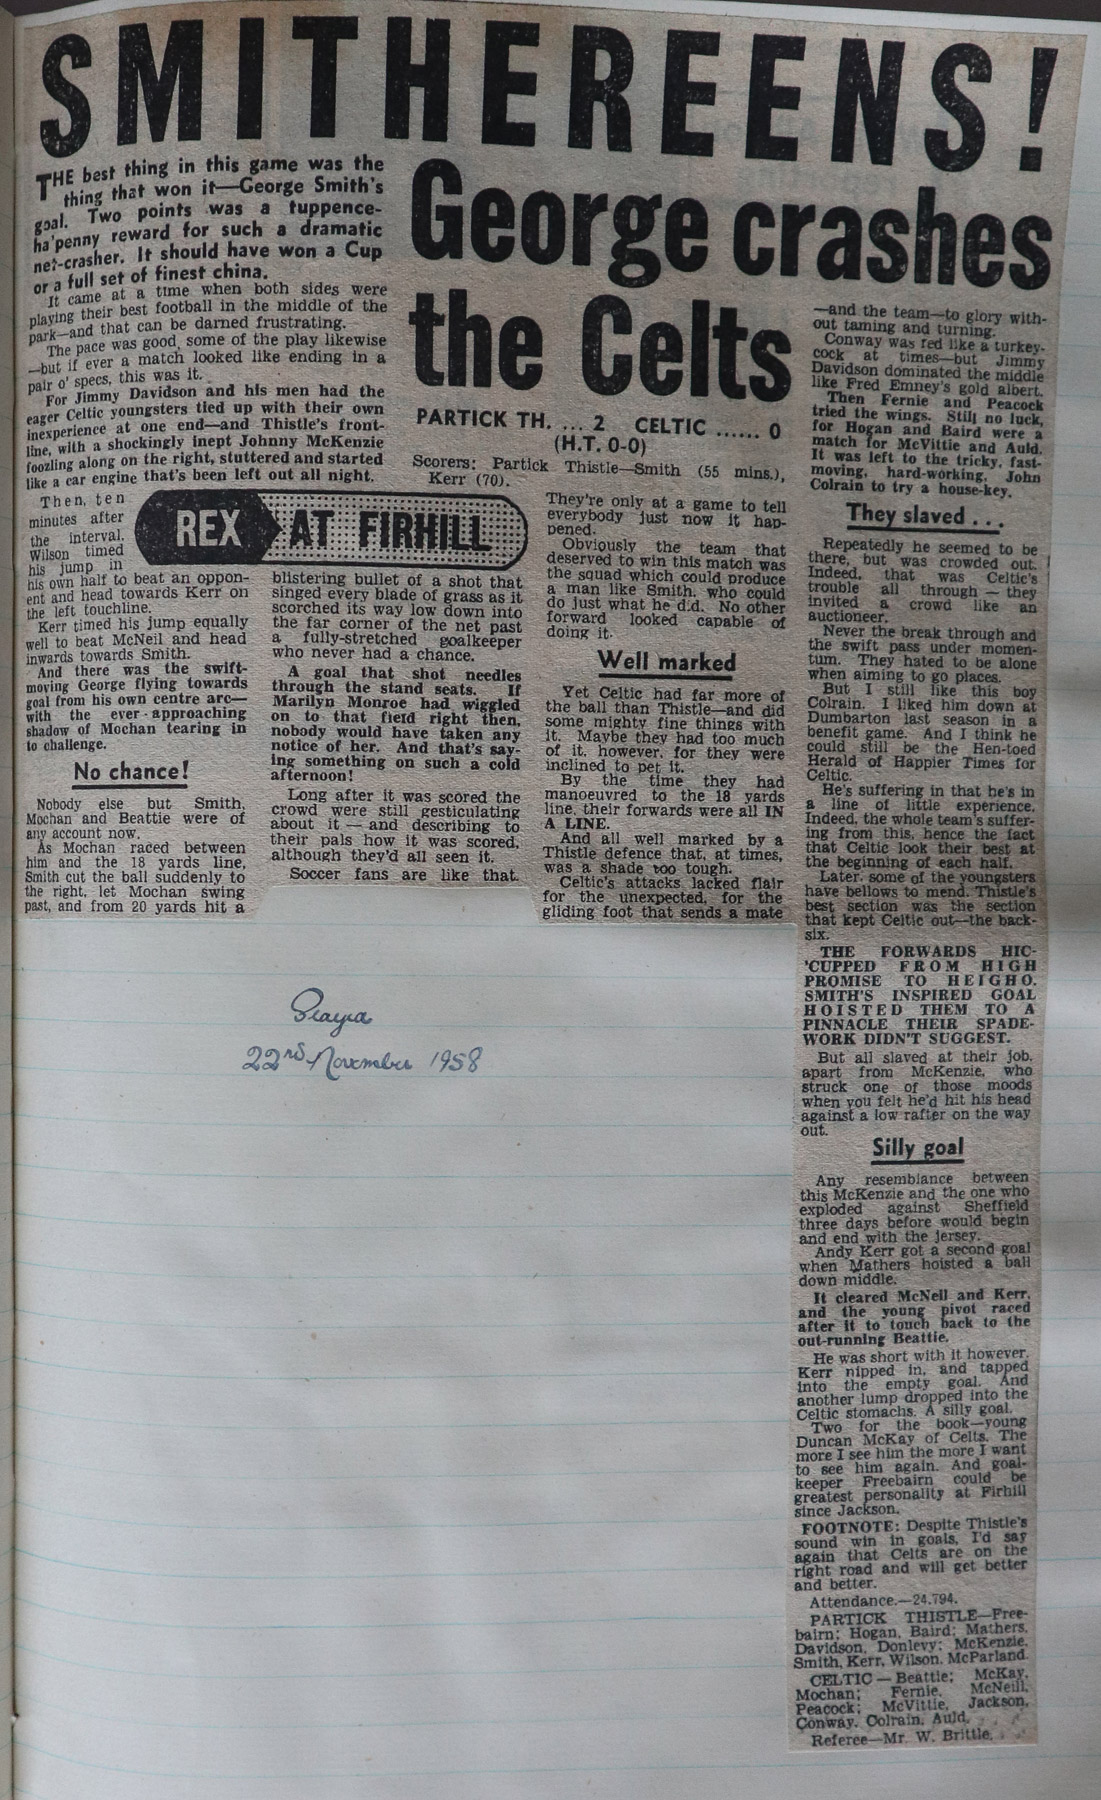 SMITHEREENS!
George crashes
the Celts
THE best thing in this game was the
thing that won it—George Smith's
goal. Two points was a tuppence-
ha'penny reward for such a dramatic
net-crasher. It should have won a Cup
or a full set of finest china.
It came at a time when both sides were
playing their best football in the middle of the
park—and that can be darned frustrating.
The pace was good, some of the play likewise
—but if ever a match looked like ending in a
pair o' specs, this was it.
For Jimmy Davidson and his men had the
eager Celtic youngsters tied up with their own
inexperience at one end—and Thistle's front-
line, with a shockingly inept Johnny McKenzie
foozling along on the right, stuttered and started
like a car engine that's been left out all night.
PARTICK TH. ... 2 CELTIC ...... 0
(H.T. 0-0)
Scorers: Partick Thistle—Smith (55 mins.),
Kerr (70).
REX AT FIRHILL
Then, ten
minutes after
the interval,
Wilson timed
his jump in
his own half to beat an oppon-
ent and head towards Kerr on
the left touchline.
Kerr timed his jump equally
well to beat McNeil and head
inwards towards Smith.
And there was the swift-
moving George flying towards
goal from his own centre arc—
with the ever-approaching
shadow of Mochan tearing in
to challenge.
No chance!
Nobody else but Smith,
Mochan and Beattie were of
any account now.
As Mochan raced between
him and the 18 yards line,
Smith cut the ball suddenly to
the right, let Mochan swing
past, and from 20 yards hit a
blistering bullet of a shot that
singed every blade of grass as it
scorched its way low down into
the far corner of the net past
a fully-stretched goalkeeper
who never had a chance.
A goal that shot needles
through the stand seats. If
Marilyn Monroe had wiggled
on to that field right then,
nobody would have taken any
notice of her. And that's say-
ing something on such a cold
afternoon!
Long after it was scored the
crowd were still gesticulating
about it — and describing to
their pals how it was scored,
although they'd all seen it.
Soccer fans are like that.
They're only at a game to tell
everybody just now it hap-
pened.
Obviously the team that
deserved to win this match was
the squad which could produce
a man like Smith, who could
do just what he did. No other
forward looked capable of
doing it.
Well marked
Yet Celtic had far more of
the ball than Thistle—and did
some mighty fine things with
it. Maybe they had too much
of it, however, for they were
inclined to pet it.
By the time they had
manoeuvred to the 18 yards
line, their forwards were all IN
A LINE.
And all well marked by a
Thistle defence that, at times,
was a shade too tough.
Celtic's attacks lacked flair
for the unexpected, for the
gliding foot that sends a mate
—and the team—to glory with-
out taming and turning.
Conway was fed like a turkey-
cock at times—but Jimmy
Davidson dominated the middle
like Fred Emney's gold albert.
Then Fernie and Peacock
tried the wings. Still no luck,
for Hogan and Baird were a
match for McVittie and Auld.
It was left to the tricky, fast-
moving, hard-working, John
Colrain to try a house-key.
They slaved ...
Repeatedly he seemed to be
there, but was crowded out.
Indeed, that was Celtic's
trouble all through — they
invited a crowd like an
auctioneer.
Never the break through and
the swift pass under momen-
tum. They hated to be alone
when aiming to go places.
But I still like this boy
Colrain. I liked him down at
Dumbarton last season in a
benefit game. And I think he
could still be the Hen-toed
Herald of Happier Times for
Celtic.
He's suffering in that he's in
a line of little experience.
Indeed, the whole team's suffer-
ing from this, hence the fact
that Celtic look their best at
the beginning of each half.
Later, some of the youngsters
have bellows to mend. Thistle's
best section was the section
that kept Celtic out—the back-
six.
THE FORWARDS HIC-
'CUPPED FROM HIGH
PROMISE TO HEIGHO.
SMITH'S INSPIRED GOAL
HOISTED THEM TO A
PINNACLE THEIR SPADE-
WORK DIDN'T SUGGEST.
But all slaved at their job,
apart from McKenzie, who
struck one of those moods
when you felt he'd hit his head
against a low rafter on the way
out.
Silly goal
Any resemblance between
this McKenzie and the one who
exploded against Sheffield
three days before would begin
and end with the jersey.
Andy Kerr got a second goal
when Mathers hoisted a ball
down middle.
It cleared McNeil and Kerr,
and the young pivot raced
after it to touch back to the
out-running Beattie.
He was short with it however.
Kerr nipped in, and tapped
into the empty goal. And
another lump dropped into the
Celtic stomachs. A silly goal.
Two for the book—young
Duncan McKay of Celts. The
more I see him the more I want
to see him again. And goal-
keeper Freebairn could be
greatest personality at Firhill
since Jackson.
FOOTNOTE: Despite Thistle's
sound win in goals, I'd say
again that Celts are on the
right road and will get better
and better.
Attendance.—24,794.
PARTICK THISTLE—Free-
bairn; Hogan, Baird; Mathers,
Davidson, Donlevy; McKenzie,
Smith, Kerr, Wilson, McParland.
CELTIC — Beattie; McKay,
Mochan; Fernie, McNeill,
Peacock; McVittie, Jackson,
Conway, Colrain, Auld.
Referee—Mr. W. Brittle.
Played
22nd November 1958